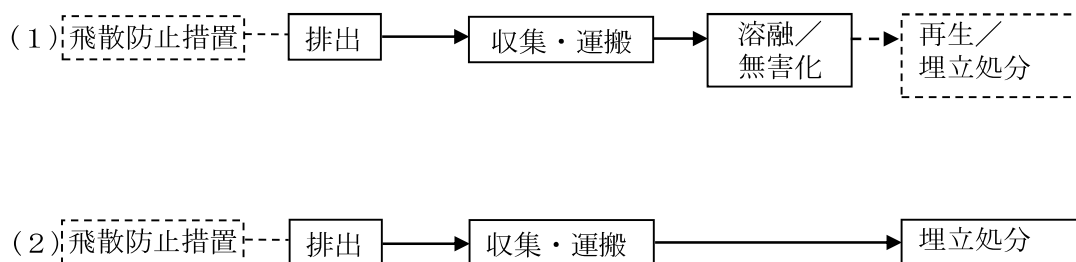 (1) 飛散防止措置 排出 収集・運搬 溶融／ 再生／
無害化 埋立処分
(2) 飛散防止措置 排出 収集・運搬 埋立処分